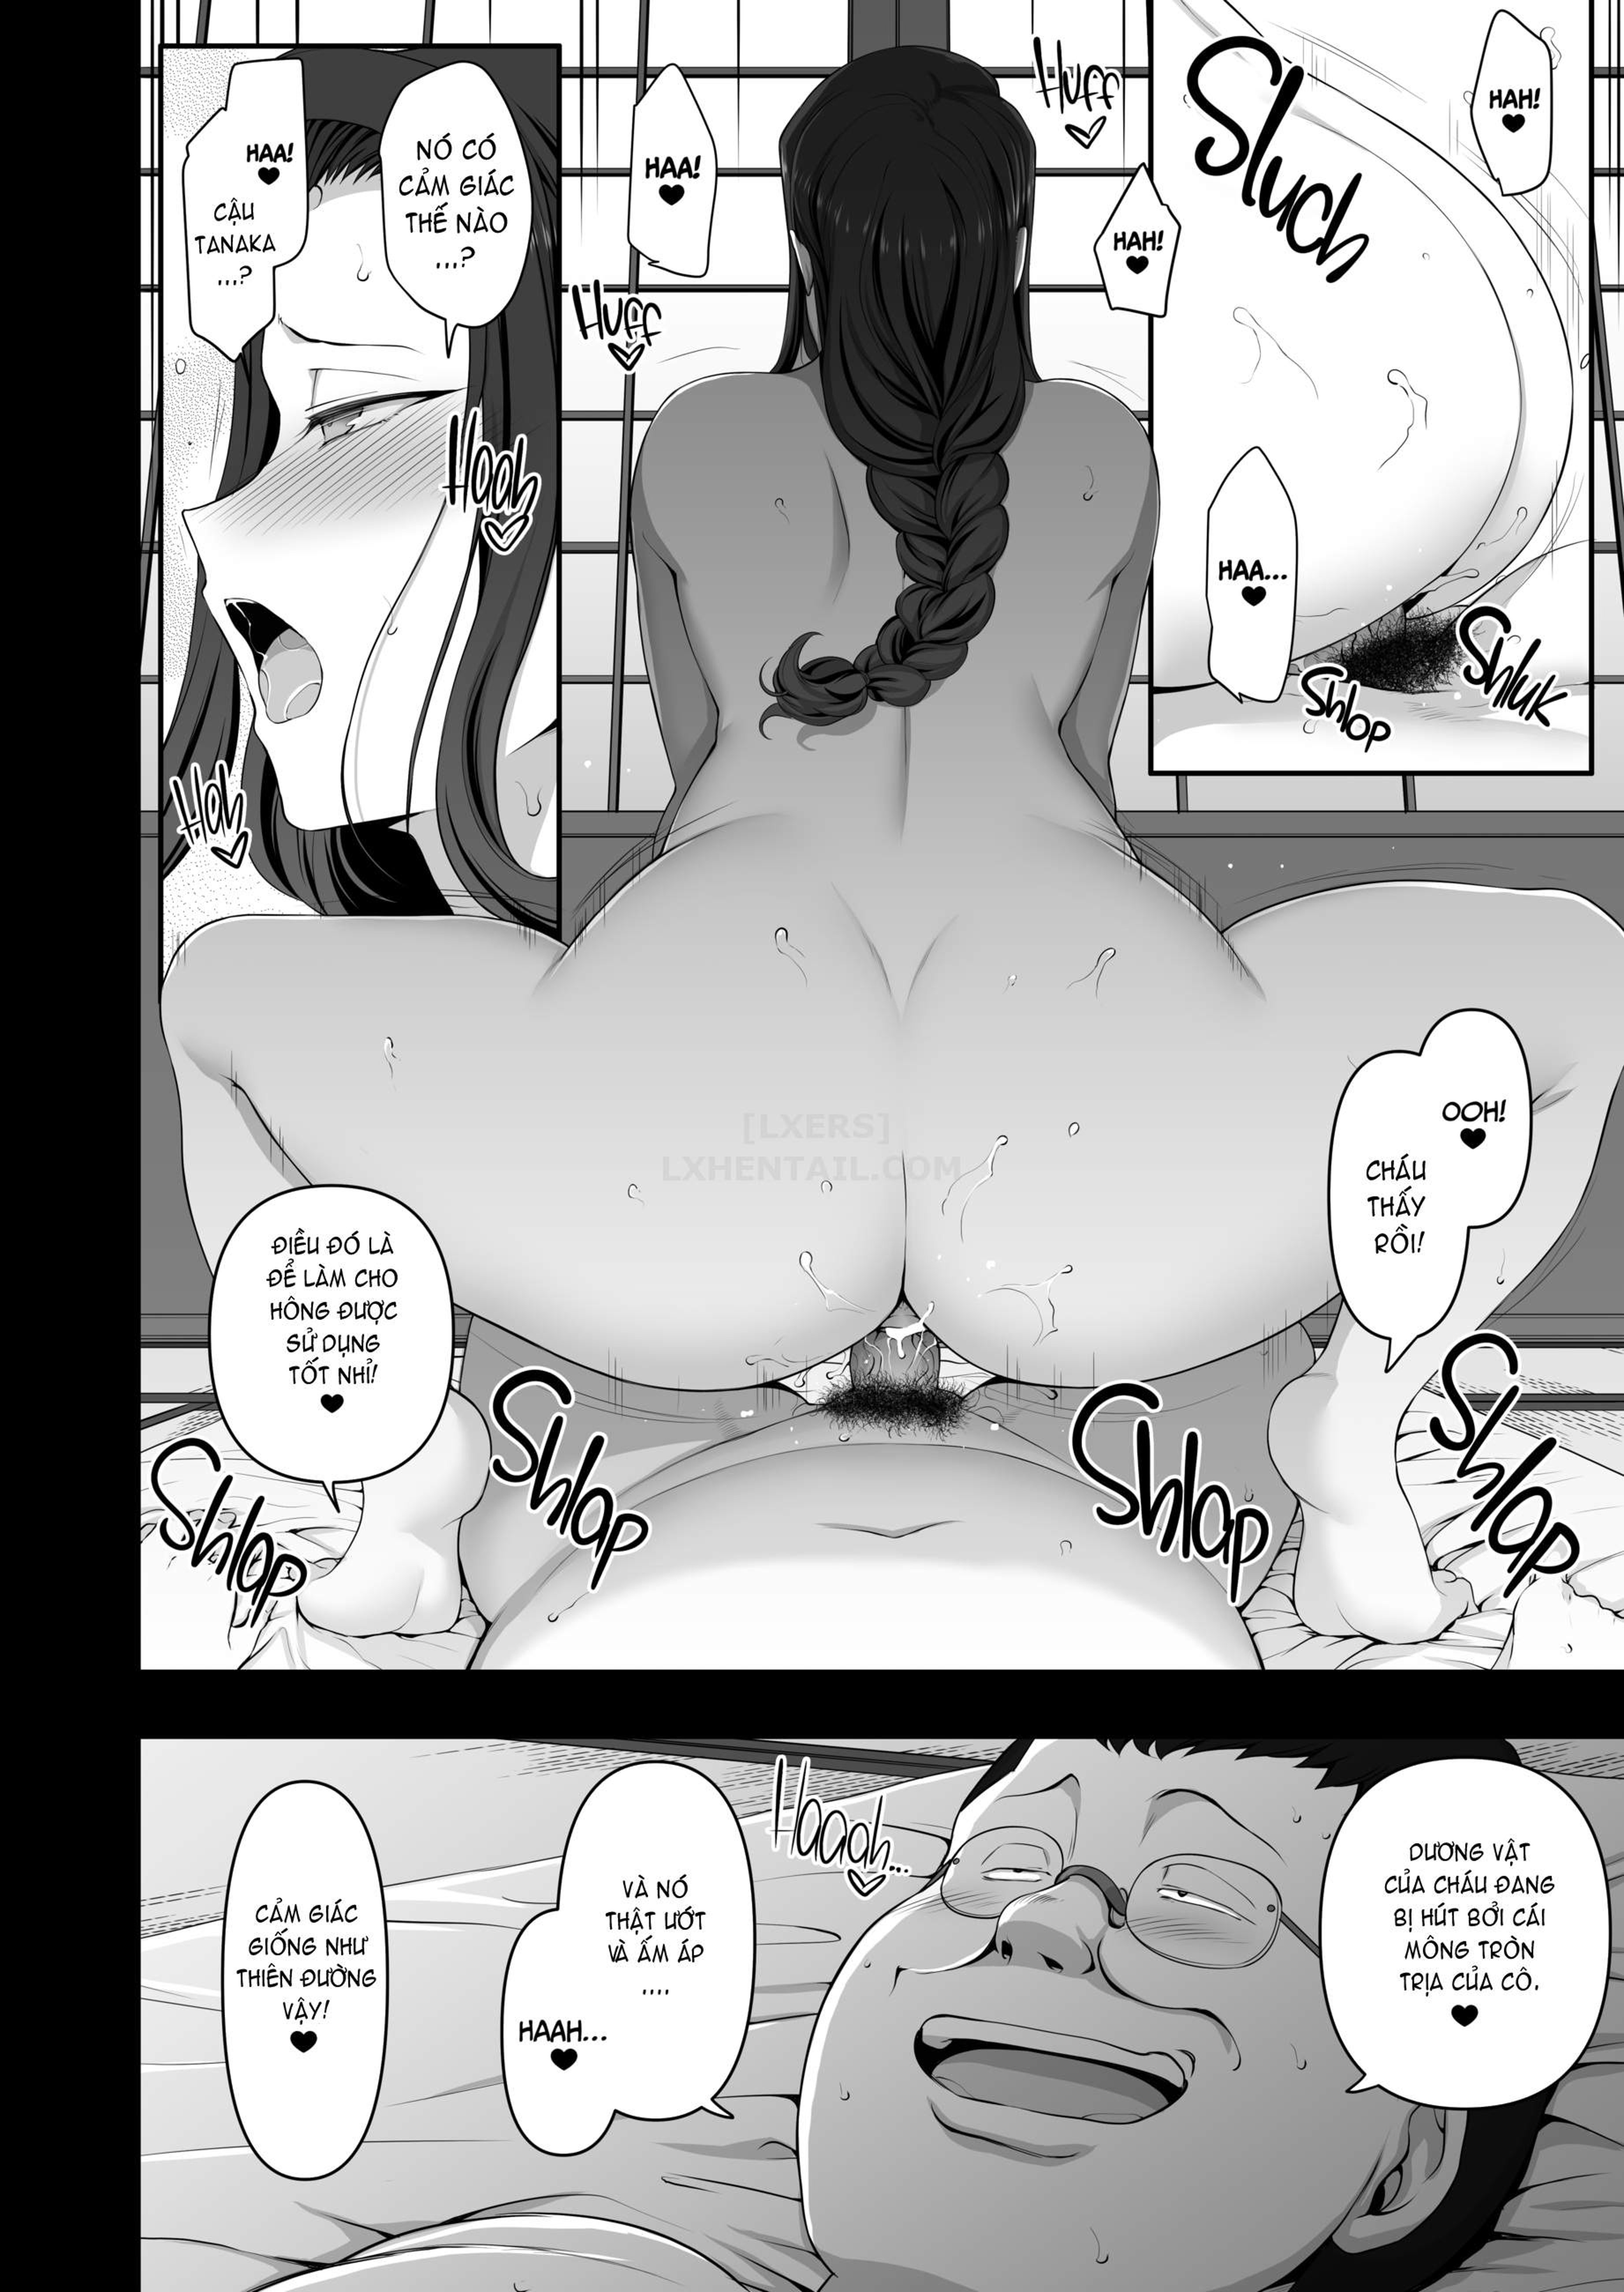 HAH!
♥
Sluch
HAH!
♥
HAA...
♥
Shluk
Shlop
Huff
♡
HAA!
♥
Huff
♡
NÓ CÓ
CẢM GIÁC
THẾ NÀO
...?
HAA!
♥
CẬU
TANAKA
...?
Haah
♡
Hah
♡
OOH!
♥
CHÁU
THẤY
RỒI!
[LXERS]
LXHENTAIL.COM
ĐIỀU ĐÓ LÀ
ĐỂ LÀM CHO
HÔNG ĐƯỢC
SỬ DỤNG
TỐT NHỈ!
♥
Shlap
Shlap
Shlap
Shlap
DƯƠNG VẬT
CỦA CHÁU ĐANG
BỊ HÚT BỞI CÁI
MÔNG TRÒN
TRỊA CỦA CÔ.
♥
Haaah...
♡
VÀ NÓ
THẬT ƯỚT
VÀ ẤM ÁP
....
HAAH...
♥
CẢM GIÁC
GIỐNG NHƯ
THIÊN ĐƯỜNG
VẬY!
♥